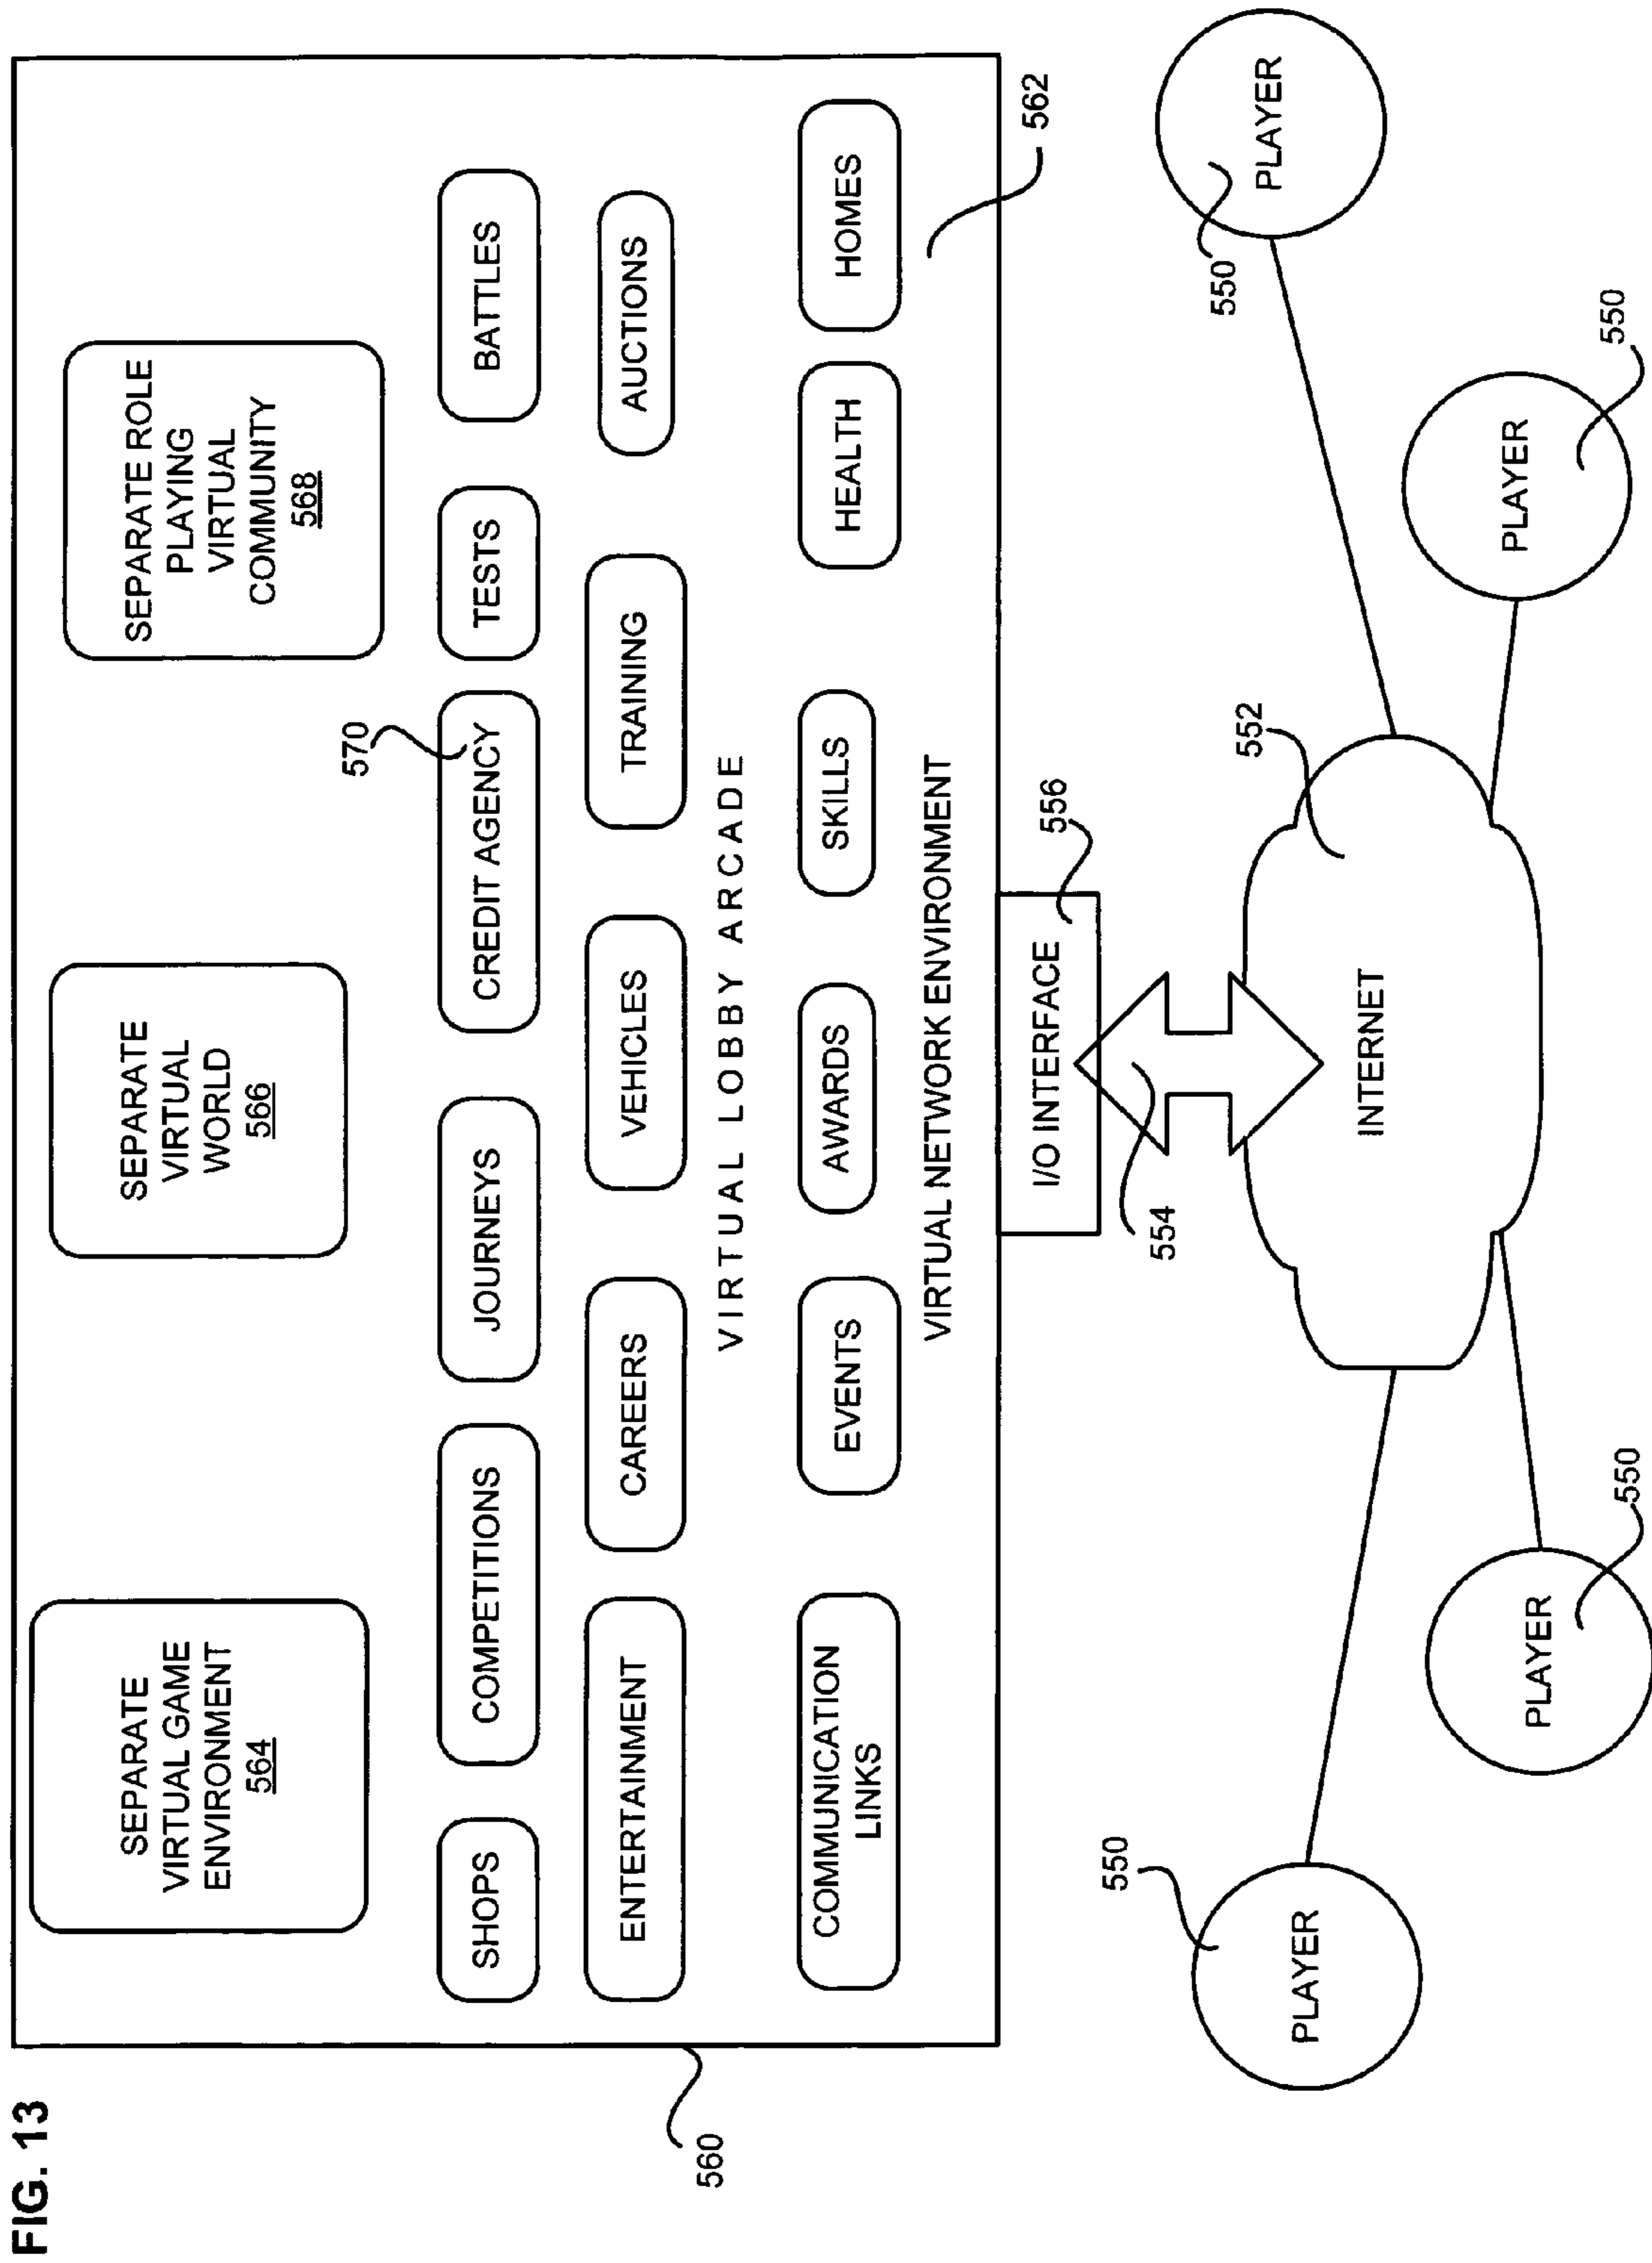 FIG. 13
SEPARATE
VIRTUAL GAME
ENVIRONMENT
564
SEPARATE
VIRTUAL
WORLD
566
SEPARATE ROLE
PLAYING
VIRTUAL
COMMUNITY
568
570
SHOPS
COMPETITIONS
JOURNEYS
CREDIT AGENCY
TESTS
BATTLES
ENTERTAINMENT
CAREERS
VEHICLES
TRAINING
AUCTIONS
560
VIRTUAL LOBBY ARCADE
COMMUNICATION
LINKS
EVENTS
AWARDS
SKILLS
HEALTH
HOMES
VIRTUAL NETWORK ENVIRONMENT
562
I/O INTERFACE
556
554
552
INTERNET
550
PLAYER
550
PLAYER
550
PLAYER
550
PLAYER